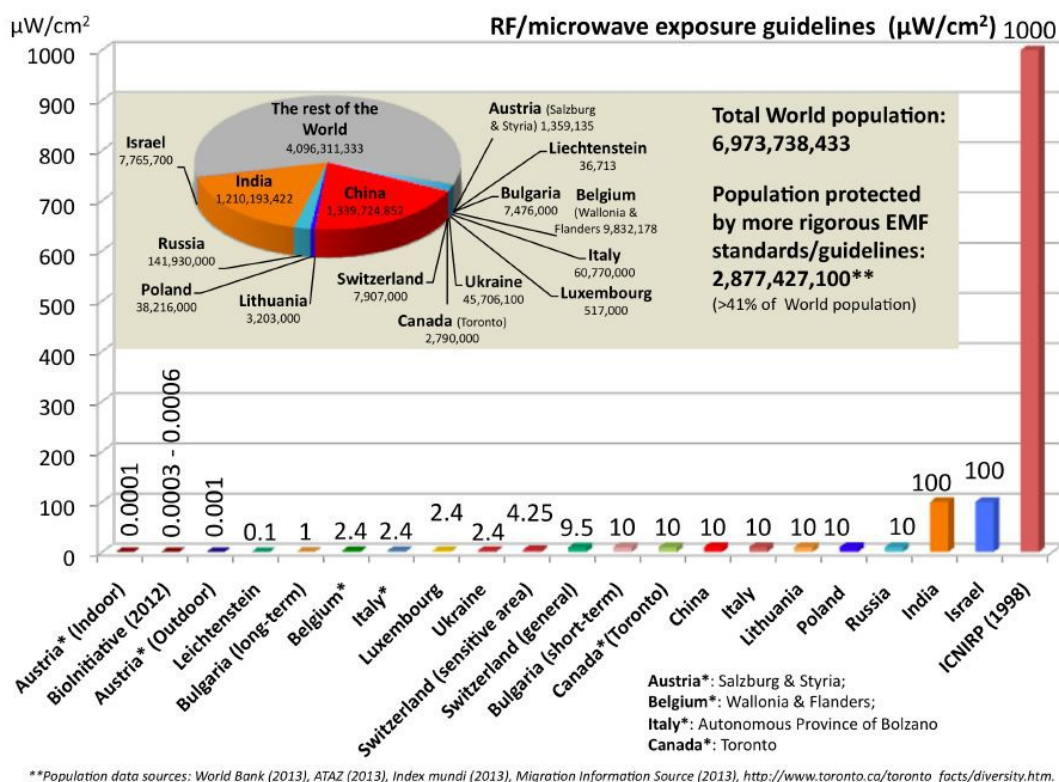 µW/cm²
RF/microwave exposure guidelines (µW/cm²)
1000
1000
900
800
700
600
500
400
300
200
100
0
The rest of the
World
4,096,311,333
Israel
7,765,700
India
1,210,193,422
China
1,339,724,852
Russia
141,930,000
Poland
38,216,000
Lithuania
3,203,000
Switzerland
7,907,000
Canada (Toronto)
2,790,000
Ukraine
45,706,100
Luxembourg
517,000
Italy
60,770,000
Belgium
(Wallonia &
Flanders 9,832,178
Bulgaria
7,476,000
Liechtenstein
36,713
Austria (Salzburg
& Styria) 1,359,135
Total World population:
6,973,738,433
Population protected
by more rigorous EMF
standards/guidelines:
2,877,427,100**
(>41% of World population)
0.0001
0.0003 - 0.0006
0.001
0.1
1
2.4
2.4
2.4
2.4
4.25
9.5
10
10
10
10
10
10
10
100
100
Austria* (Indoor)
BioInitiative (2012)
Austria* (Outdoor)
Leichtenstein
Bulgaria (long-term)
Belgium*
Italy*
Luxembourg
Ukraine
Switzerland (sensitive area)
Switzerland (general)
Bulgaria (short-term)
Canada*(Toronto)
China
Italy
Lithuania
Poland
Russia
India
Israel
ICNIRP (1998)
Austria*: Salzburg & Styria;
Belgium*: Wallonia & Flanders;
Italy*: Autonomous Province of Bolzano
Canada*: Toronto
**Population data sources: World Bank (2013), ATAZ (2013), Index mundi (2013), Migration Information Source (2013), http://www.toronto.ca/toronto_facts/diversity.htm.